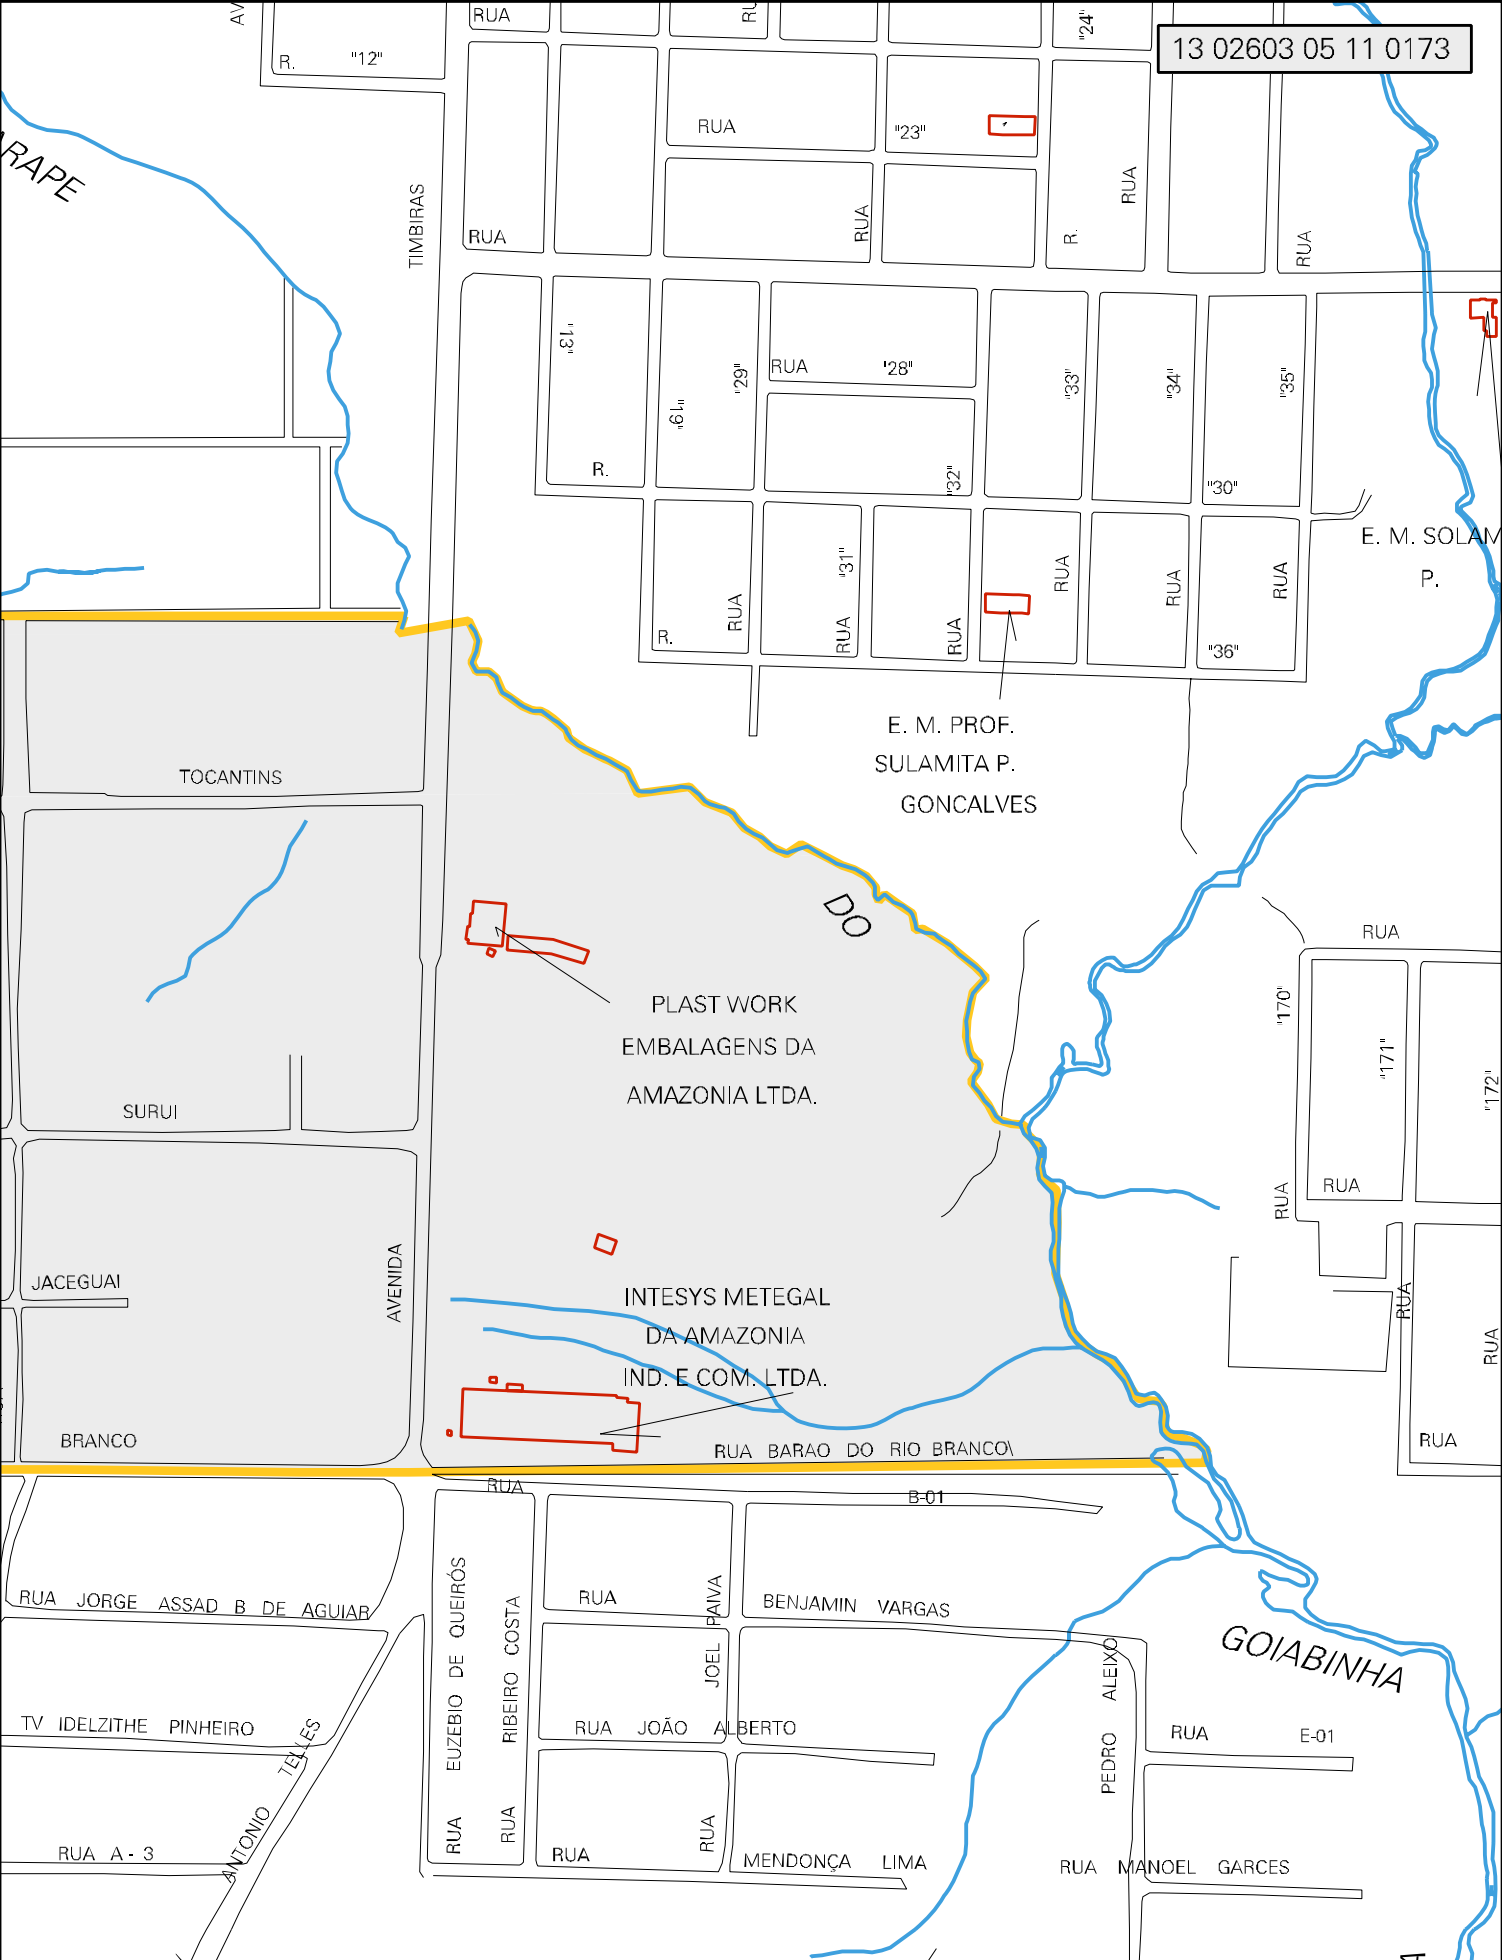 AV
RUA
"24"
13 02603 05 11 0173
R.
"12"
RUA
"23"
RAPE
TIMBIRAS
RUA
RUA
R.
RUA
RUA
"13"
"29"
RUA
'28"
"33"
"34"
"35"
"19"
R.
"32"
"30"
E. M. SOLAM
P.
"31"
RUA
RUA
RUA
RUA
RUA
RUA
R.
"36"
E. M. PROF.
SULAMITA P.
GONCALVES
TOCANTINS
DO
RUA
PLAST WORK
EMBALAGENS DA
AMAZONIA LTDA.
"170"
"171"
"172"
SURUI
RUA
RUA
JACEGUAI
AVENIDA
INTESYS METEGAL
DA AMAZONIA
IND. E COM. LTDA.
RUA
RUA
BRANCO
RUA BARAO DO RIO BRANCO\
RUA
RUA
B-01
RUA JORGE ASSAD B DE AGUIAR
RUA EUZEBIO DE QUEIRÓS
RUA RIBEIRO COSTA
RUA BENJAMIN VARGAS
RUA JOEL PAIVA
GOIABINHA
PEDRO ALEIXO
TV IDELZITHE PINHEIRO
ANTONIO TELLES
RUA JOÃO ALBERTO
RUA E-01
RUA A - 3
RUA MENDONÇA LIMA
RUA MANOEL GARCES